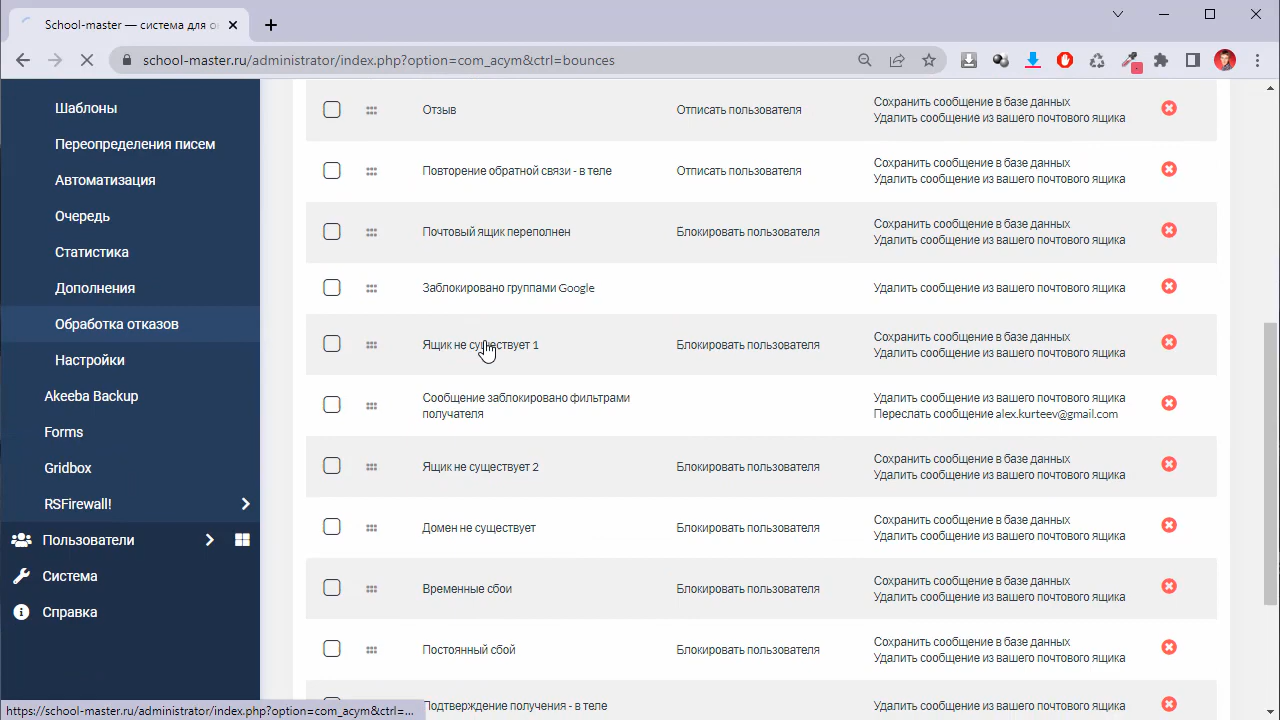 School-master — система для о
school-master.ru/administrator/index.php?option=com_acym&ctrl=bounces
Шаблоны
Переопределения писем
Автоматизация
Очередь
Статистика
Дополнения
Обработка отказов
Настройки
Akeeba Backup
Forms
Gridbox
RSFirewall!
Пользователи
Система
Справка
Отзыв
Отписать пользователя
Сохранить сообщение в базе данных
Удалить сообщение из вашего почтового ящика
Повторение обратной связи - в теле
Отписать пользователя
Сохранить сообщение в базе данных
Удалить сообщение из вашего почтового ящика
Почтовый ящик переполнен
Блокировать пользователя
Сохранить сообщение в базе данных
Удалить сообщение из вашего почтового ящика
Заблокировано группами Google
Удалить сообщение из вашего почтового ящика
Ящик не существует 1
Блокировать пользователя
Сохранить сообщение в базе данных
Удалить сообщение из вашего почтового ящика
Сообщение заблокировано фильтрами
получателя
Удалить сообщение из вашего почтового ящика
Переслать сообщение alex.kurteev@gmail.com
Ящик не существует 2
Блокировать пользователя
Сохранить сообщение в базе данных
Удалить сообщение из вашего почтового ящика
Домен не существует
Блокировать пользователя
Сохранить сообщение в базе данных
Удалить сообщение из вашего почтового ящика
Временные сбои
Блокировать пользователя
Сохранить сообщение в базе данных
Удалить сообщение из вашего почтового ящика
Постоянный сбой
Блокировать пользователя
Сохранить сообщение в базе данных
Удалить сообщение из вашего почтового ящика
Подтверждение получения - в теле
Удалить сообщение из вашего почтового ящика
https://school-master.ru/administrator/index.php?option=com_acym&ctrl=...